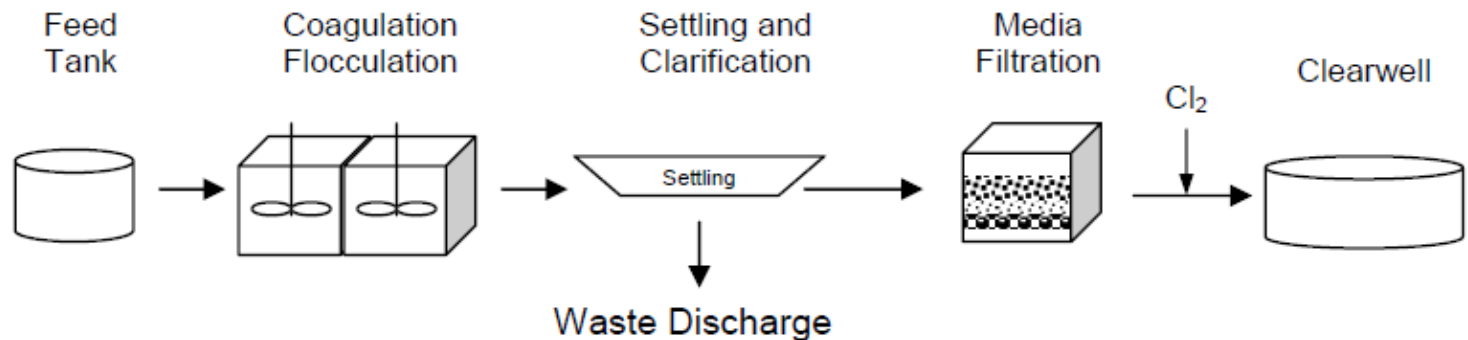 Feed
Tank
Coagulation
Flocculation
Settling and
Clarification
Media
Filtration
Clearwell
Cl₂
Settling
Waste Discharge